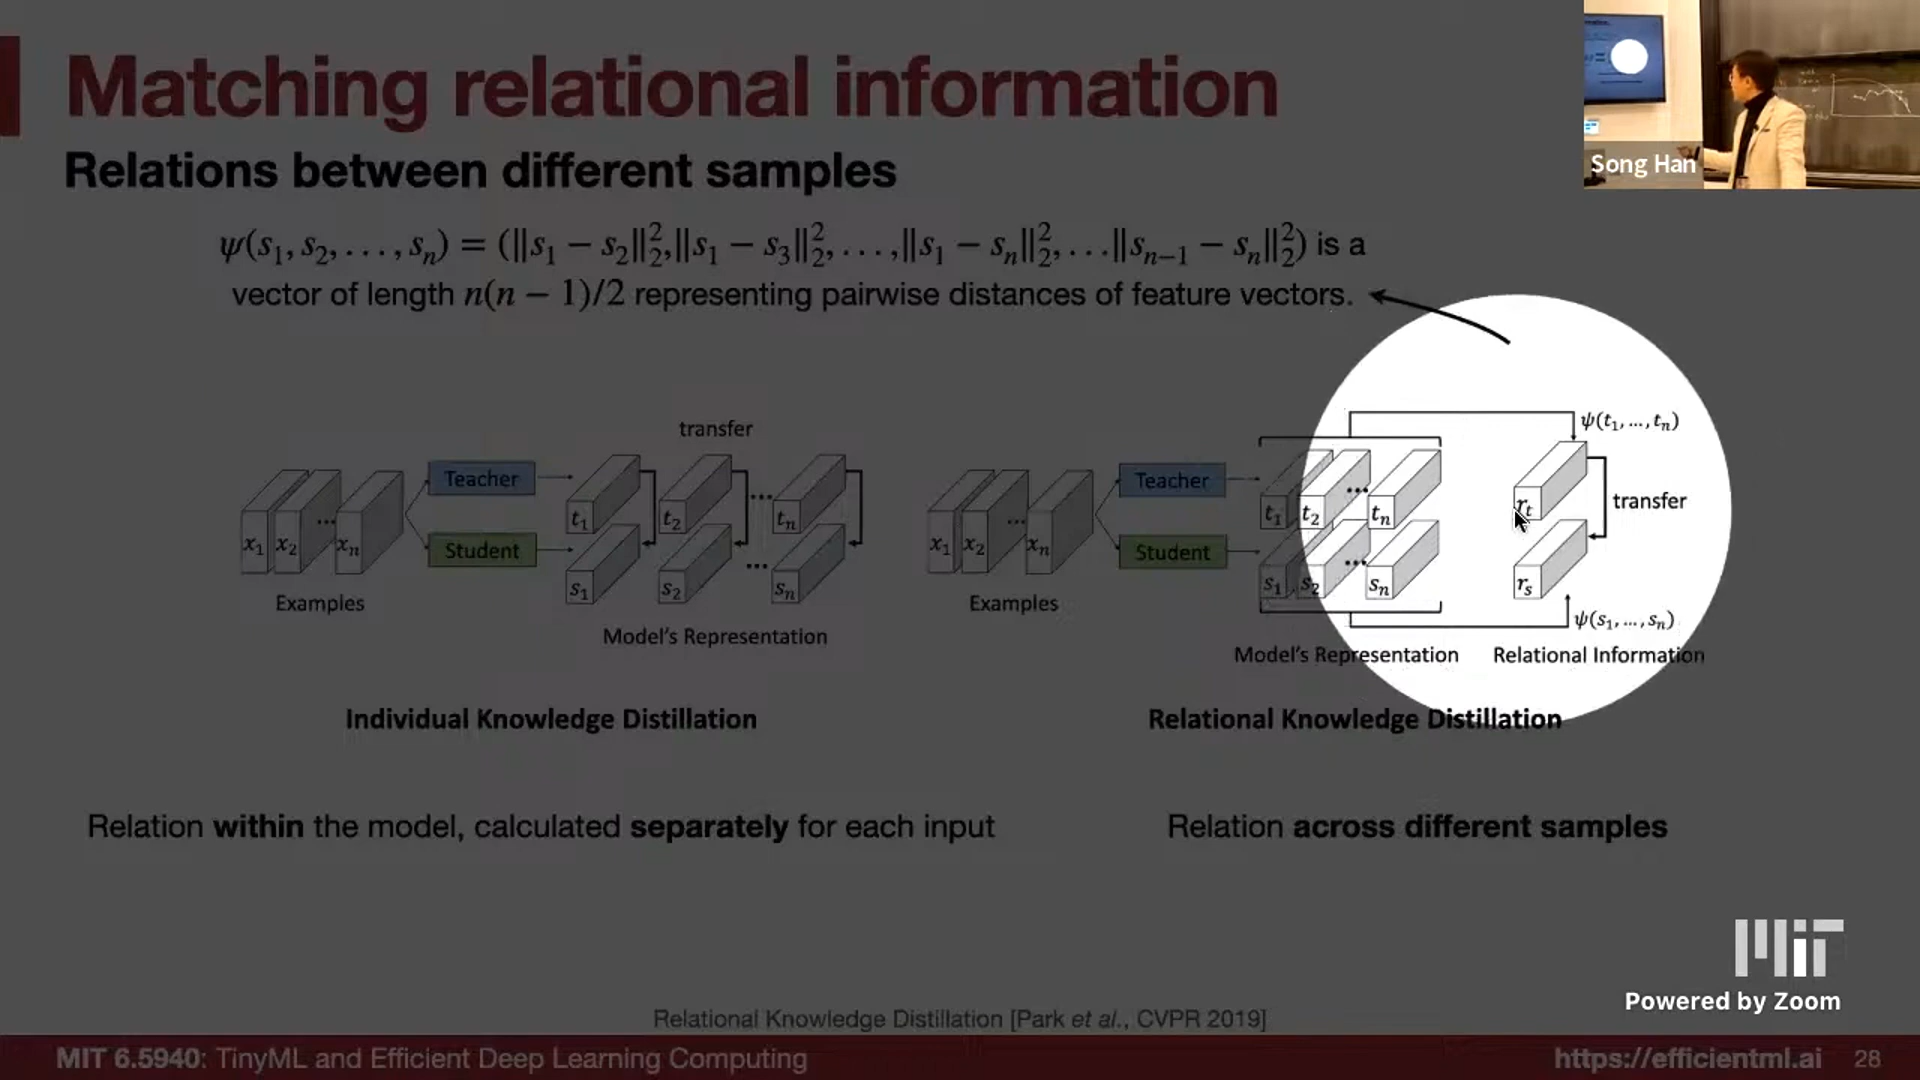 Matching relational information
Relations between different samples
Song Han
ψ(s₁, s₂, . . . , sₙ) = (‖s₁ − s₂‖₂²,‖s₁ − s₃‖₂², . . . ,‖s₁ − sₙ‖₂², . . . ‖sₙ₋₁ − sₙ‖₂²) is a
vector of length n(n − 1)/2 representing pairwise distances of feature vectors.
transfer
Teacher
Student
x₁ x₂ ... xₙ
t₁ t₂ ... tₙ
s₁ s₂ ... sₙ
Examples
Model's Representation
Individual Knowledge Distillation
Teacher
Student
x₁ x₂ ... xₙ
t₁ t₂ ... tₙ
s₁ s₂ ... sₙ
ψ(t₁, ..., tₙ)
rₜ
transfer
rₛ
ψ(s₁, ..., sₙ)
Examples
Model's Representation
Relational Information
Relational Knowledge Distillation
Relation within the model, calculated separately for each input
Relation across different samples
MIT
Powered by Zoom
Relational Knowledge Distillation [Park et al., CVPR 2019]
MIT 6.5940: TinyML and Efficient Deep Learning Computing
https://efficientml.ai
28